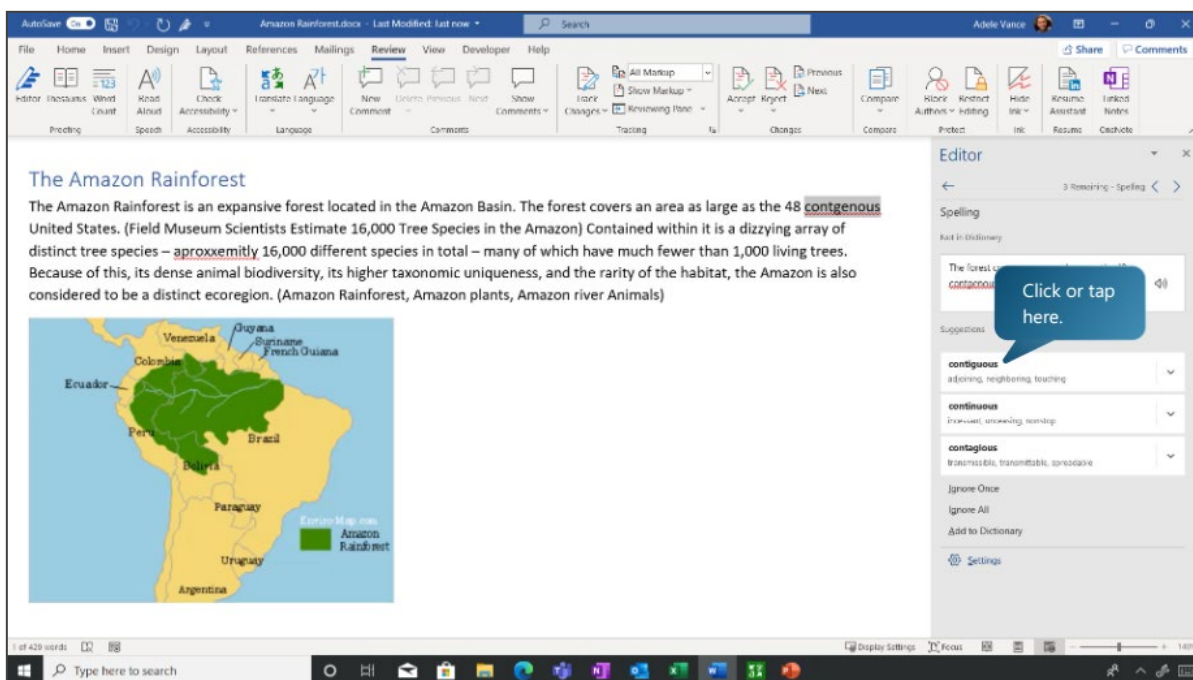 AutoSave On Amazon Rainforest.docx - Last Modified: Just now Search Adele Vance
File Home Insert Design Layout References Mailings Review View Developer Help Share Comments
Editor Thesaurus Word Count Read Aloud Check Accessibility Translate Language New Comment Delete Previous Next Show Comments Track Changes All Markup Show Markup Reviewing Pane Accept Reject Previous Next Compare Block Authors Restrict Editing Hide Ink Resume Assistant Linked Notes
Proofing Speech Accessibility Language Comments Tracking Changes Compare Protect Ink Resume OneNote
The Amazon Rainforest
The Amazon Rainforest is an expansive forest located in the Amazon Basin. The forest covers an area as large as the 48 contgenous
United States. (Field Museum Scientists Estimate 16,000 Tree Species in the Amazon) Contained within it is a dizzying array of
distinct tree species – aproxxemitly 16,000 different species in total – many of which have much fewer than 1,000 living trees.
Because of this, its dense animal biodiversity, its higher taxonomic uniqueness, and the rarity of the habitat, the Amazon is also
considered to be a distinct ecoregion. (Amazon Rainforest, Amazon plants, Amazon river Animals)
Venezuela
Guyana
Suriname
French Guiana
Colombia
Ecuador
Peru
Brazil
Bolivia
Paraguay
Enviro-Map.com
Amazon
Rainforest
Uruguay
Argentina
Editor
3 Remaining - Spelling
Spelling
Not in Dictionary
The forest
contgenous
Click or tap
here.
Suggestions
contiguous
adjoining, neighboring, touching
continuous
incessant, unceasing, nonstop
contagious
transmissible, transmittable, spreadable
Ignore Once
Ignore All
Add to Dictionary
Settings
1 of 420 words Display Settings Focus
Type here to search